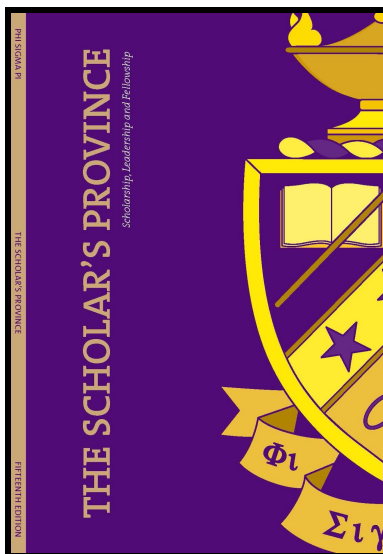 PHI SIGMA PI
THE SCHOLAR'S PROVINCE
FIFTEENTH EDITION
THE SCHOLAR'S PROVINCE
Scholarship, Leadership and Fellowship
Φι
Σιγ